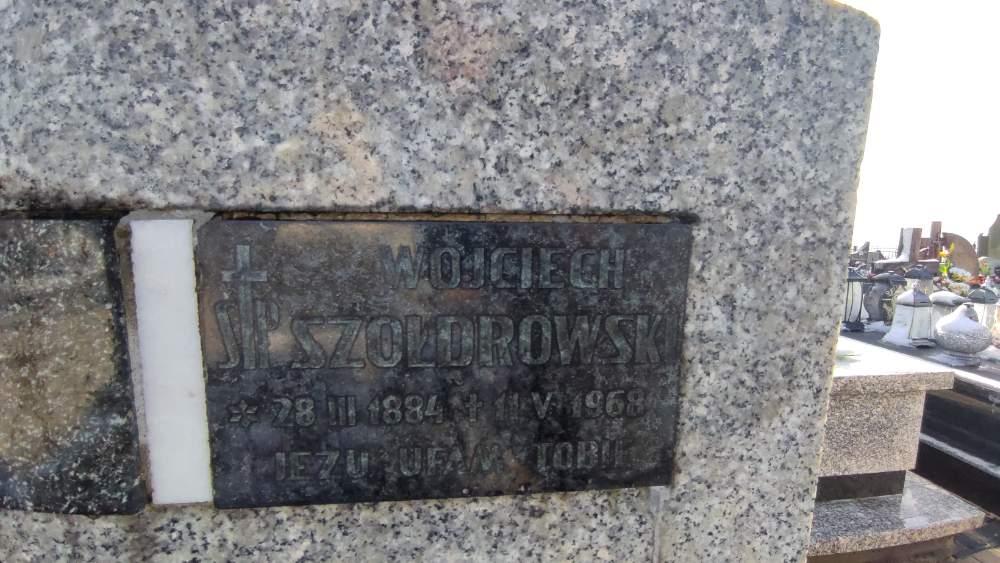 WOJCIECH
ŚP SZOŁDROWSKI
* 28 III 1884 + 11 V 1968
JEZU UFAM TOBIE